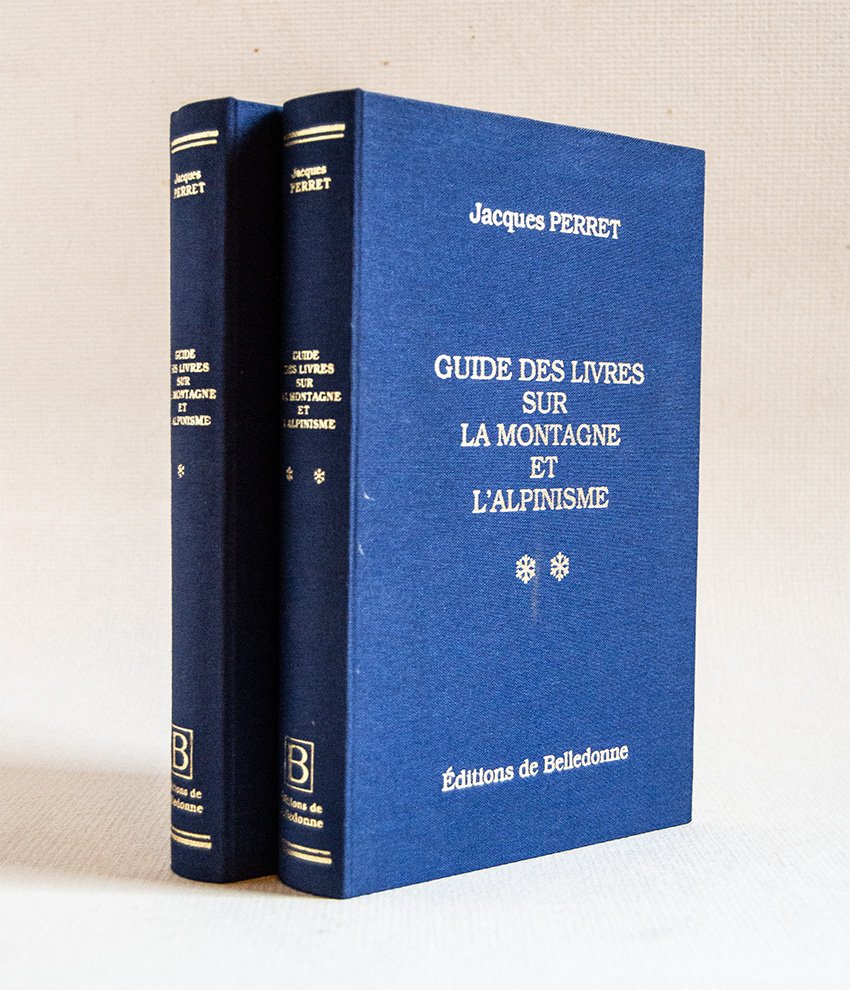 Jacques
PERRET
GUIDE
DES LIVRES
SUR
LA MONTAGNE
ET
L'ALPINISME
B
Éditions de
Belledonne
Jacques
PERRET
GUIDE
DES LIVRES
SUR
LA MONTAGNE
ET
L'ALPINISME
B
Éditions de
Belledonne
Jacques PERRET
GUIDE DES LIVRES
SUR
LA MONTAGNE
ET
L'ALPINISME
Éditions de Belledonne